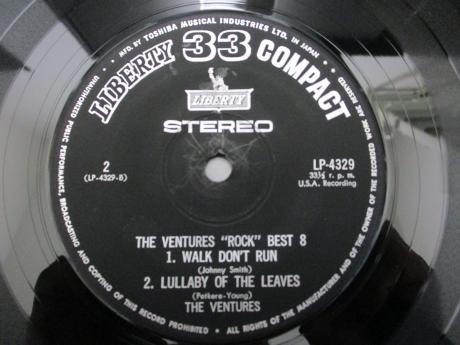 MFD. BY TOSHIBA MUSICAL INDUSTRIES LTD. IN JAPAN
LIBERTY 33 COMPACT
LIBERTY
STEREO
2
(LP-4329-B)
LP-4329
33⅓ r. p. m.
U.S.A. Recording
THE VENTURES "ROCK" BEST 8
1. WALK DON'T RUN
(Johnny Smith)
2. LULLABY OF THE LEAVES
(Petkere-Young)
THE VENTURES
UNAUTHORIZED PUBLIC PERFORMANCE, BROADCASTING AND COPYING OF THIS RECORD PROHIBITED • ALL RIGHTS OF THE MANUFACTURER AND OF THE OWNER OF THE RECORDED WORK ARE RESERVED